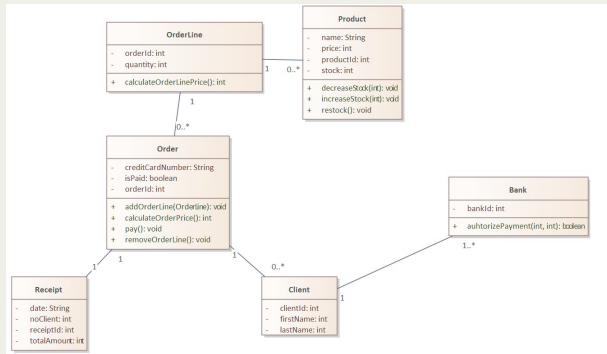 OrderLine
- orderId: int
- quantity: int
+ calculateOrderLinePrice(): int
Product
- name: String
- price: int
- productId: int
- stock: int
+ decreaseStock(int): void
+ increaseStock(int): void
+ restock(): void
1
0..*
1
0..*
Order
- creditCardNumber: String
- isPaid: boolean
- orderId: int
+ addOrderLine(Orderline): void
+ calculateOrderPrice(): int
+ pay(): void
+ removeOrderLine(): void
Bank
- bankId: int
+ auhtorizePayment(int, int): boolean
1..*
1
1
1
0..*
1
Receipt
- date: String
- noClient: int
- receiptId: int
- totalAmount: int
Client
- clientId: int
- firstName: int
- lastName: int